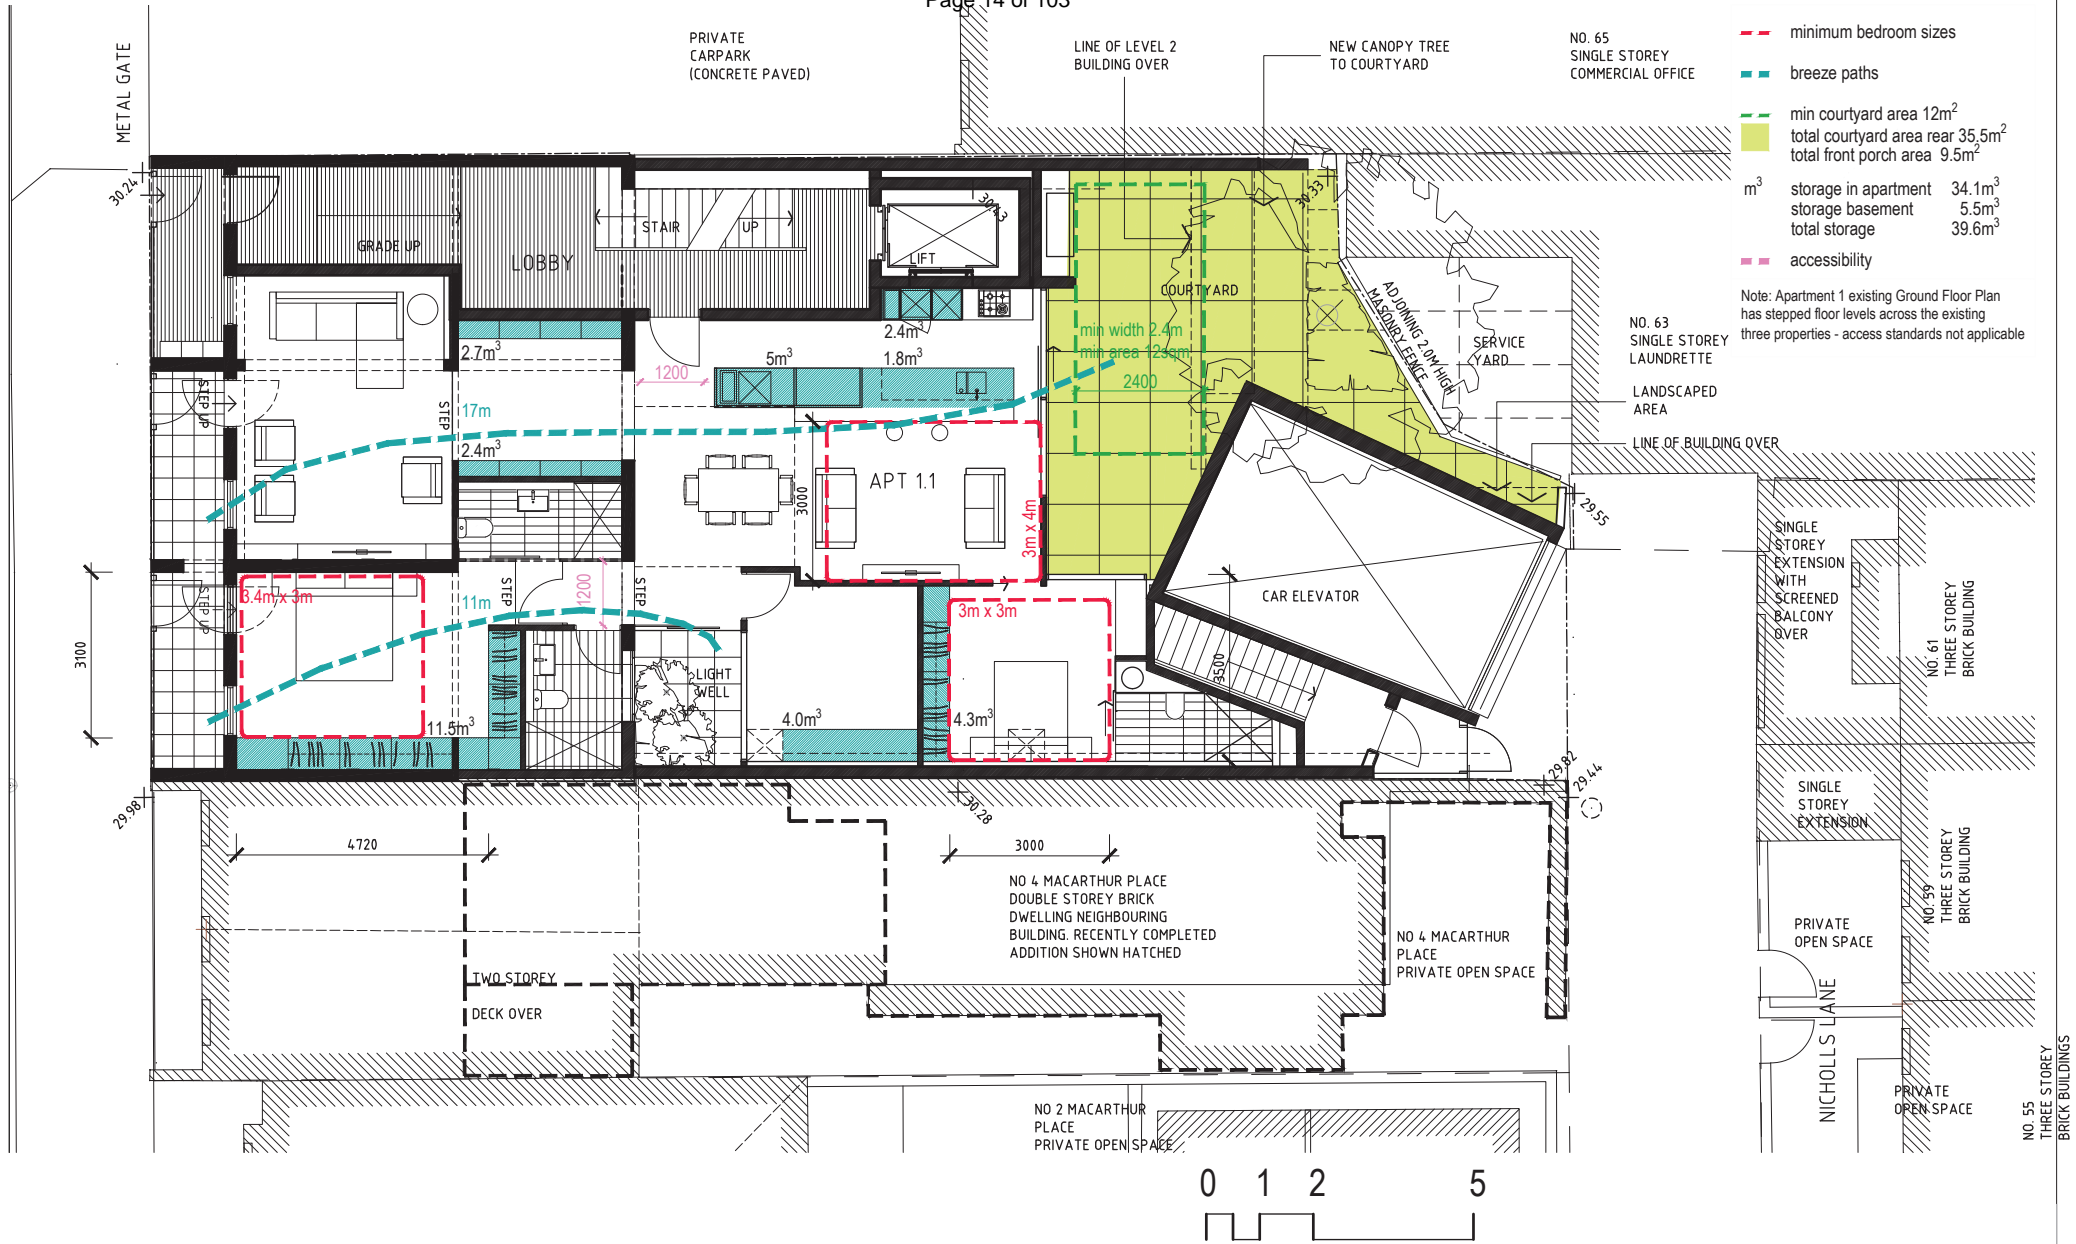 Page 14 of 103
METAL GATE
PRIVATE
CARPARK
(CONCRETE PAVED)
LINE OF LEVEL 2
BUILDING OVER
NEW CANOPY TREE
TO COURTYARD
NO. 65
SINGLE STOREY
COMMERCIAL OFFICE
minimum bedroom sizes
breeze paths
min courtyard area 12m²
total courtyard area rear 35,5m²
total front porch area 9.5m²
m³ storage in apartment 34.1m³
storage basement 5.5m³
total storage 39.6m³
accessibility
Note: Apartment 1 existing Ground Floor Plan
has stepped floor levels across the existing
three properties - access standards not applicable
30.24
GRADE UP
LOBBY
STAIR
UP
LIFT
30.43
30.33
COURTYARD
ADJOINING 2.0M HIGH
MASONRY FENCE
SERVICE
YARD
NO. 63
SINGLE STOREY
LAUNDRETTE
LANDSCAPED
AREA
LINE OF BUILDING OVER
2.7m³
2.4m³
5m³
1.8m³
min width 2.4m
min area 12sqm
2400
1200
STEP UP
STEP
17m
2.4m³
3000
APT 1.1
3m x 4m
29.55
3.4m x 3m
STEP UP
11m
STEP
1200
STEP
3m x 3m
CAR ELEVATOR
3100
3500
LIGHT
WELL
11.5m³
4.0m³
4.3m³
SINGLE
STOREY
EXTENSION
WITH
SCREENED
BALCONY
OVER
NO. 61
THREE STOREY
BRICK BUILDING
29.98
30.28
29.82
29.44
4720
3000
SINGLE
STOREY
EXTENSION
NO 4 MACARTHUR PLACE
DOUBLE STOREY BRICK
DWELLING NEIGHBOURING
BUILDING. RECENTLY COMPLETED
ADDITION SHOWN HATCHED
NO 4 MACARTHUR
PLACE
PRIVATE OPEN SPACE
NO. 59
THREE STOREY
BRICK BUILDING
PRIVATE
OPEN SPACE
TWO STOREY
DECK OVER
NICHOLLS LANE
PRIVATE
OPEN SPACE
NO 2 MACARTHUR
PLACE
PRIVATE OPEN SPACE
NO. 55
THREE STOREY
BRICK BUILDINGS
0 1 2 5